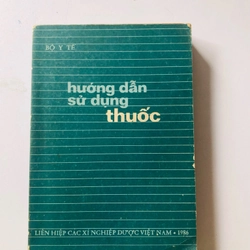 BỘ Y TẾ
hướng dẫn
sử dụng
thuốc
LIÊN HIỆP CÁC XÍ NGHIỆP DƯỢC VIỆT NAM • 1986